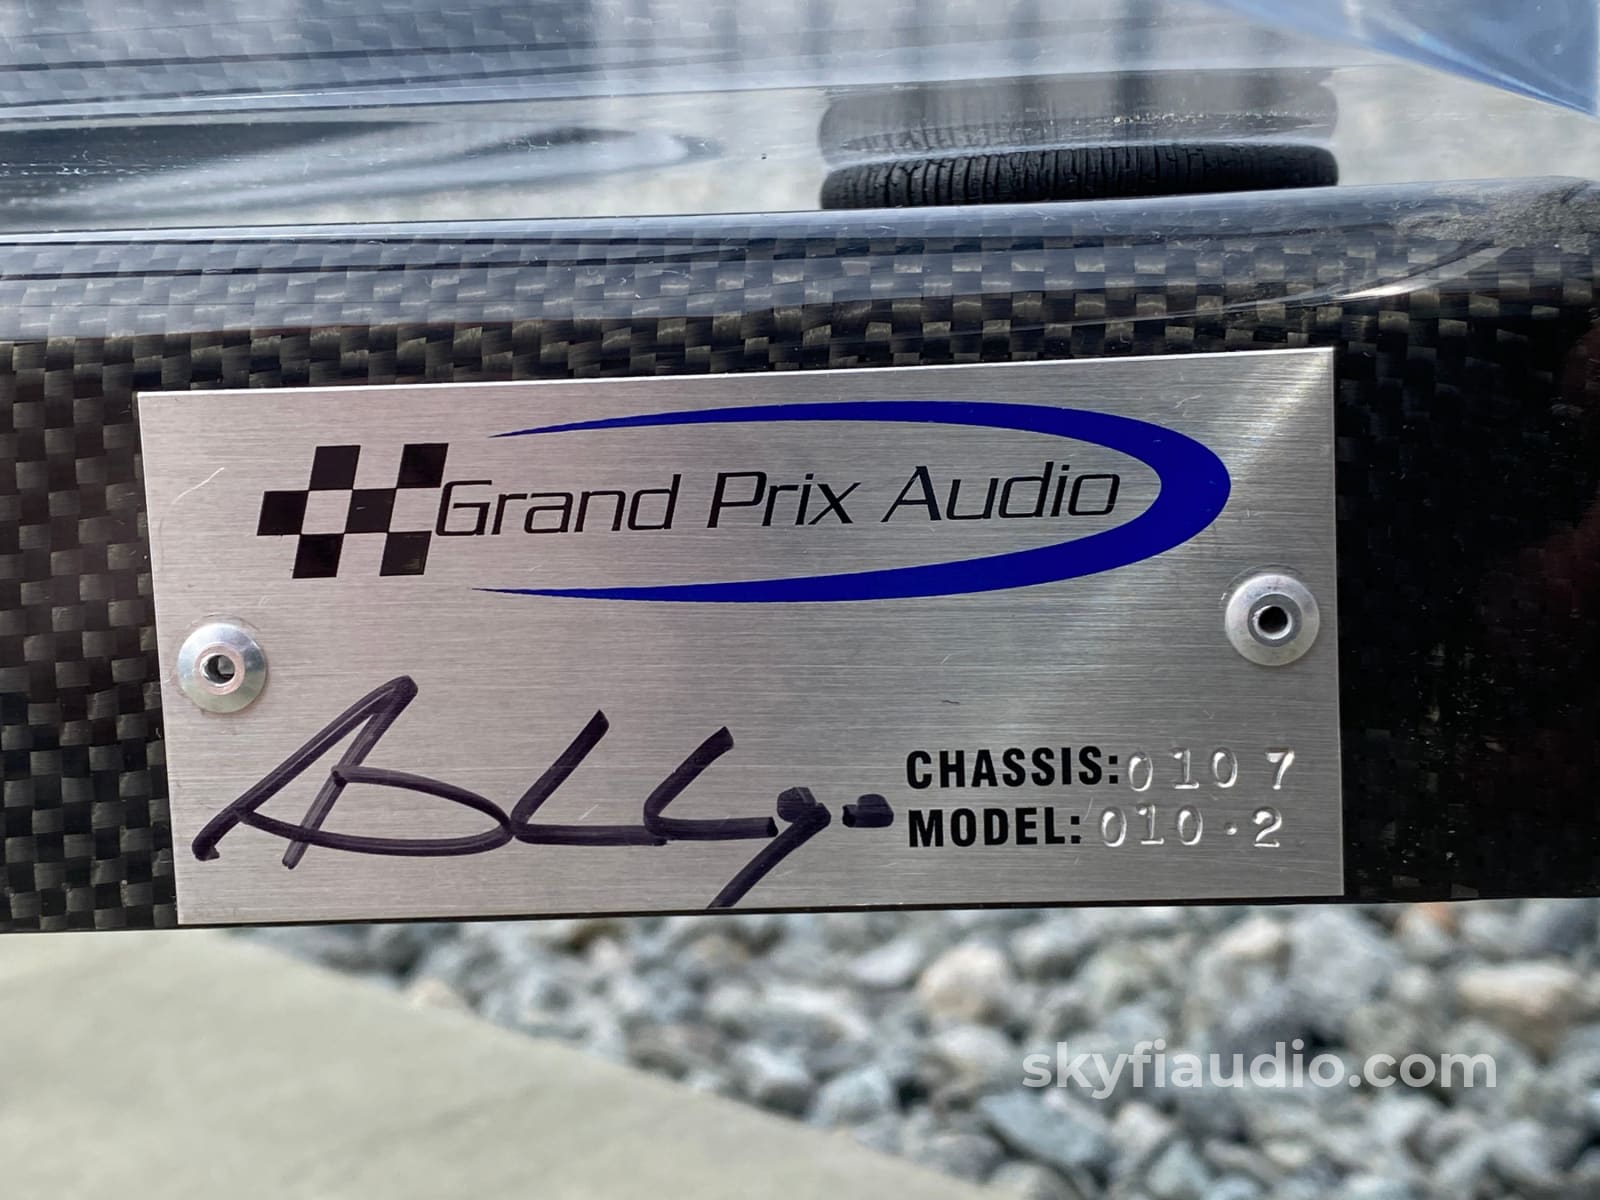 Grand Prix Audio
CHASSIS: 0107
MODEL: 010-2
skyfiaudio.com